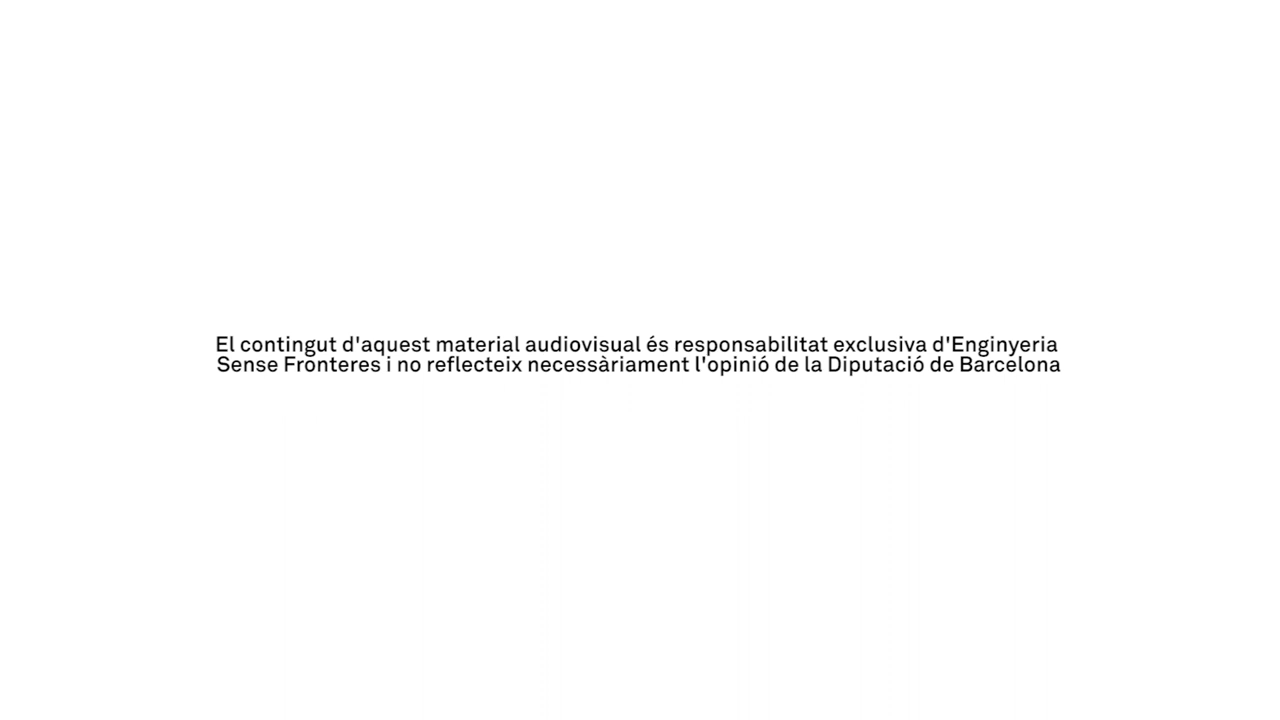 El contingut d'aquest material audiovisual és responsabilitat exclusiva d'Enginyeria
Sense Fronteres i no reflecteix necessàriament l'opinió de la Diputació de Barcelona